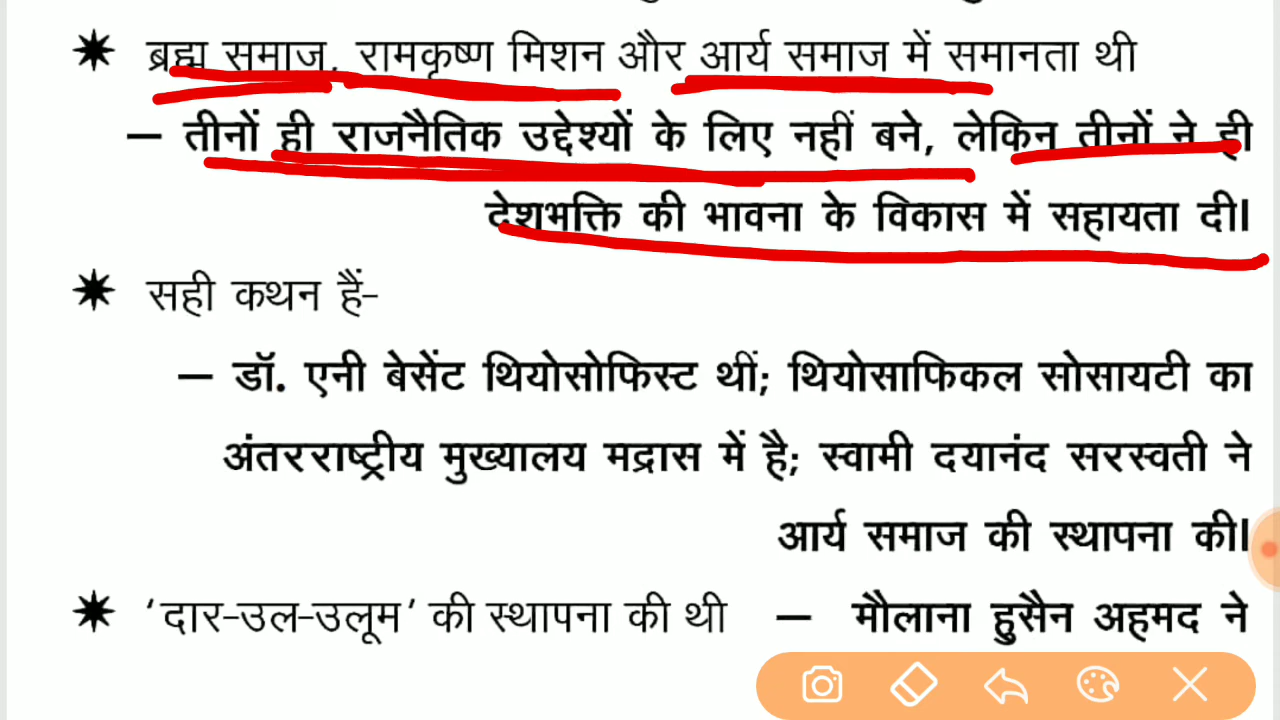 ब्रह्म समाज, रामकृष्ण मिशन और आर्य समाज में समानता थी
– तीनों ही राजनैतिक उद्देश्यों के लिए नहीं बने, लेकिन तीनों ने ही
देशभक्ति की भावना के विकास में सहायता दी।
सही कथन हैं-
– डॉ. एनी बेसेंट थियोसोफिस्ट थीं; थियोसाफिकल सोसायटी का
अंतरराष्ट्रीय मुख्यालय मद्रास में है; स्वामी दयानंद सरस्वती ने
आर्य समाज की स्थापना की।
‘दार-उल-उलूम’ की स्थापना की थी – मौलाना हुसैन अहमद ने